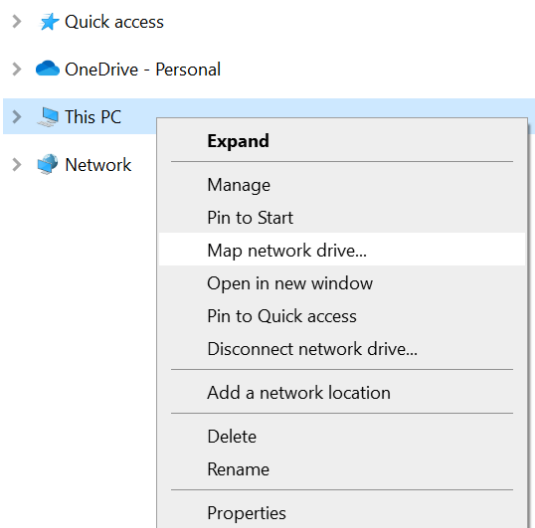 Quick access
OneDrive - Personal
This PC
Network
Expand
Manage
Pin to Start
Map network drive...
Open in new window
Pin to Quick access
Disconnect network drive...
Add a network location
Delete
Rename
Properties